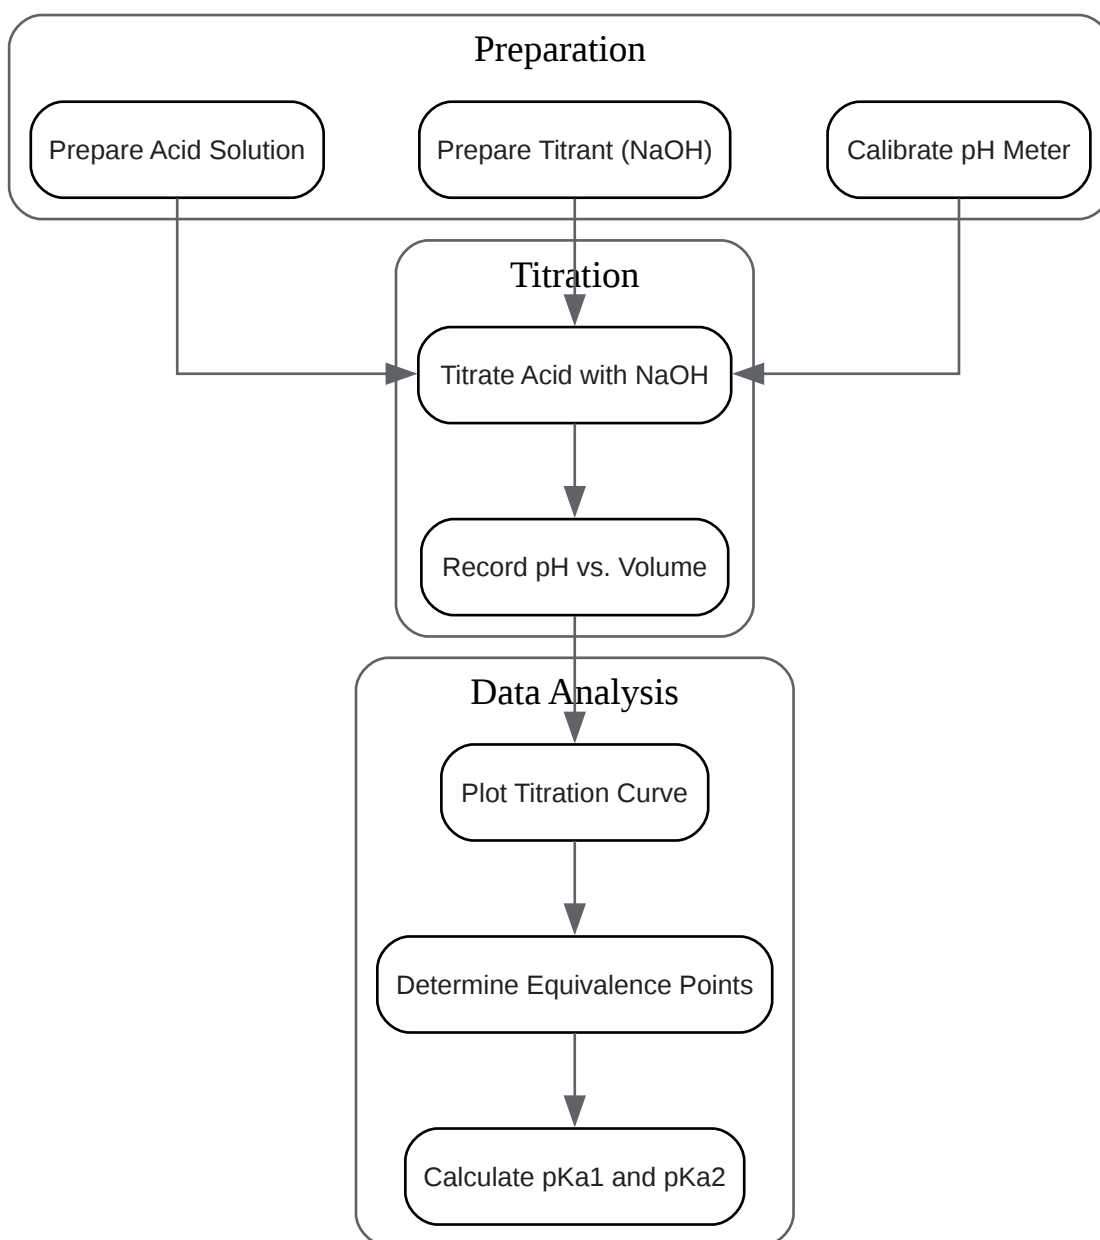 Preparation
Prepare Acid Solution
Prepare Titrant (NaOH)
Calibrate pH Meter
Titration
Titrate Acid with NaOH
Record pH vs. Volume
Data Analysis
Plot Titration Curve
Determine Equivalence Points
Calculate pKa1 and pKa2